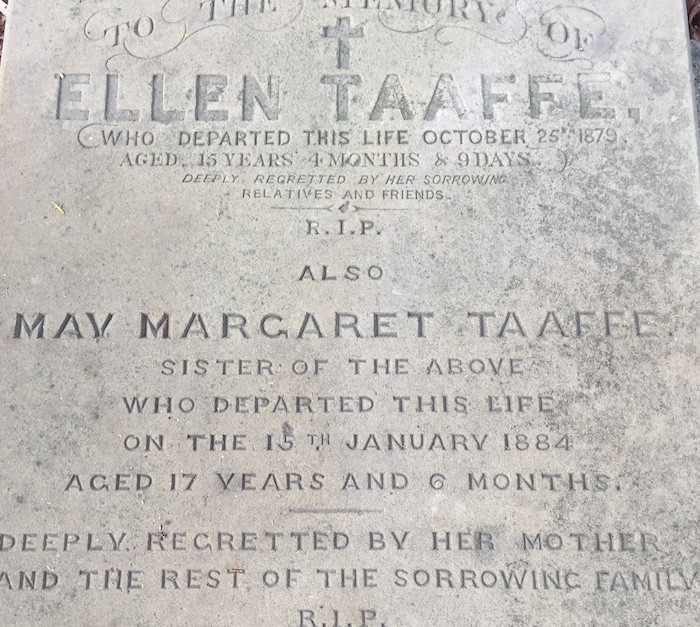 TO THE MEMORY OF
ELLEN TAAFFE,
WHO DEPARTED THIS LIFE OCTOBER 25TH 1879,
AGED, 15 YEARS 4 MONTHS & 9 DAYS.
DEEPLY REGRETTED BY HER SORROWING
RELATIVES AND FRIENDS.
R.I.P.
ALSO
MAY MARGARET TAAFFE.
SISTER OF THE ABOVE
WHO DEPARTED THIS LIFE
ON THE 15TH JANUARY 1884
AGED 17 YEARS AND 6 MONTHS.
DEEPLY REGRETTED BY HER MOTHER
AND THE REST OF THE SORROWING FAMILY
R.I.P.